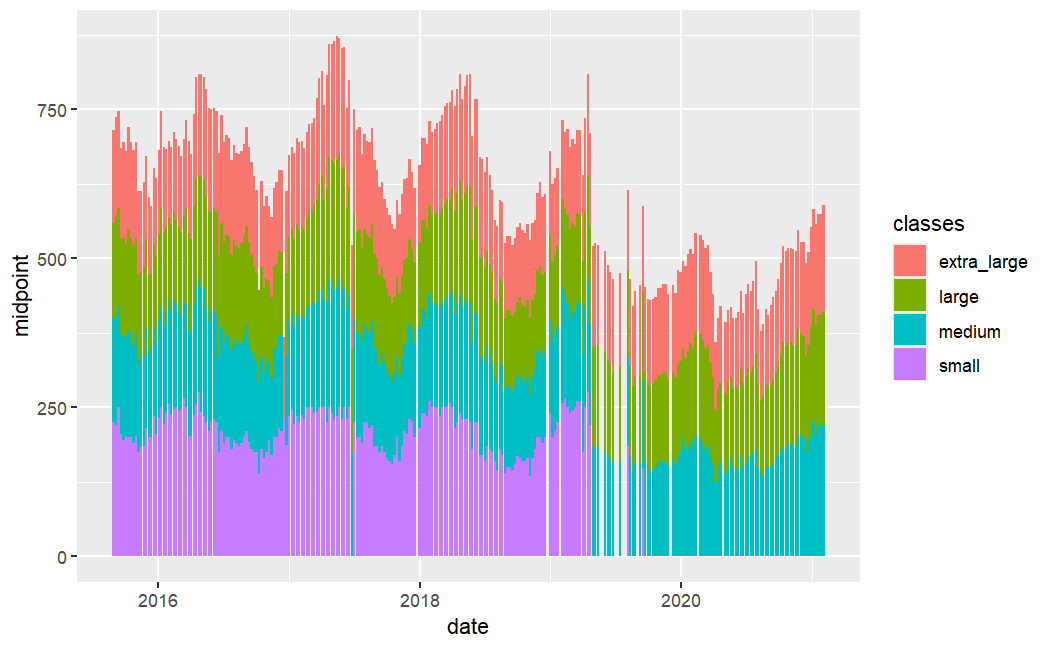 midpoint
750
500
250
0
2016
2018
2020
date
classes
extra_large
large
medium
small